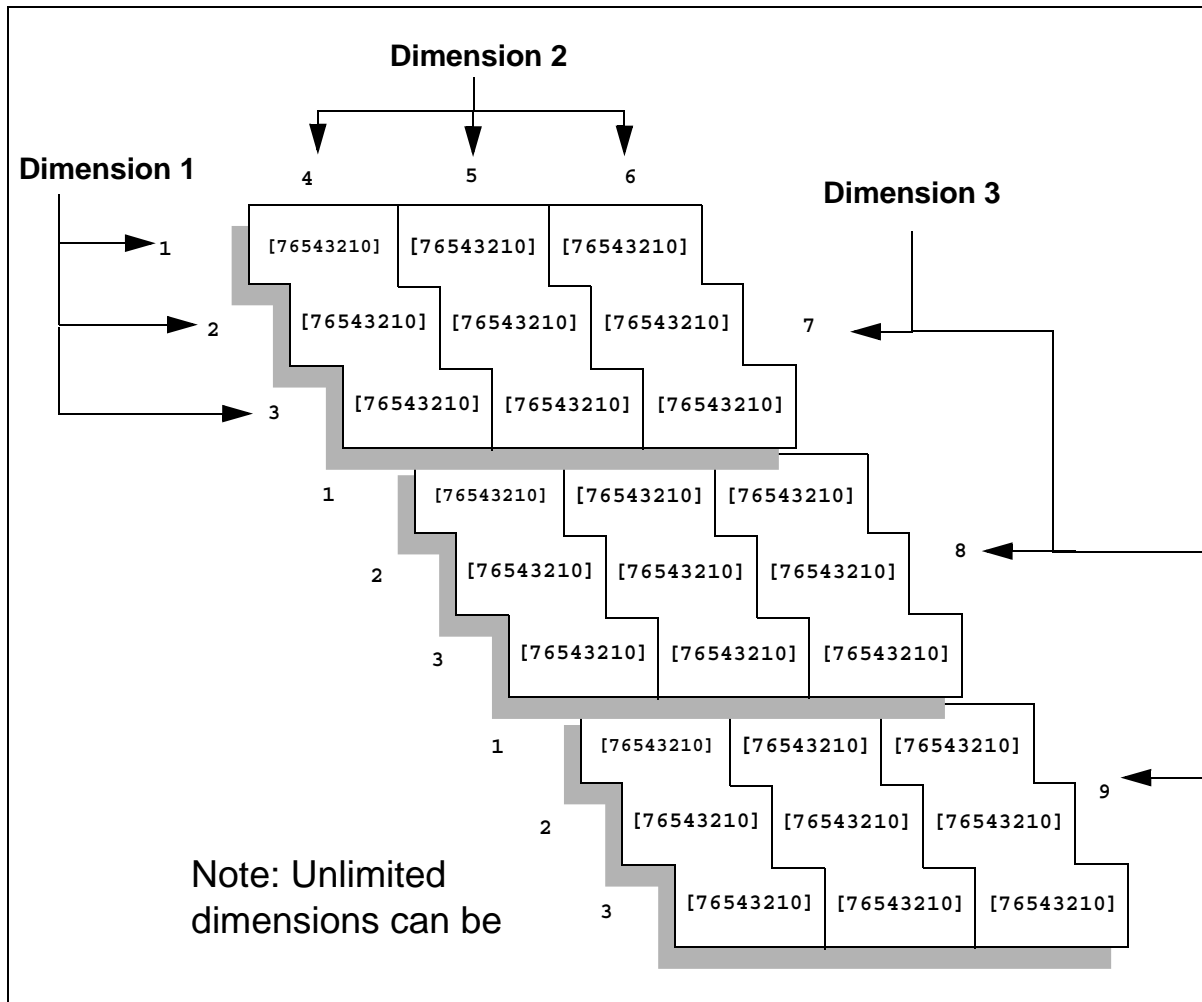 Dimension 2
Dimension 1
4 5 6
Dimension 3
1 [76543210] [76543210] [76543210]
2 [76543210] [76543210] [76543210] 7
3 [76543210] [76543210] [76543210]
1 [76543210] [76543210] [76543210]
2 [76543210] [76543210] [76543210] 8
3 [76543210] [76543210] [76543210]
1 [76543210] [76543210] [76543210]
9
2 [76543210] [76543210] [76543210]
3 [76543210] [76543210] [76543210]
Note: Unlimited
dimensions can be